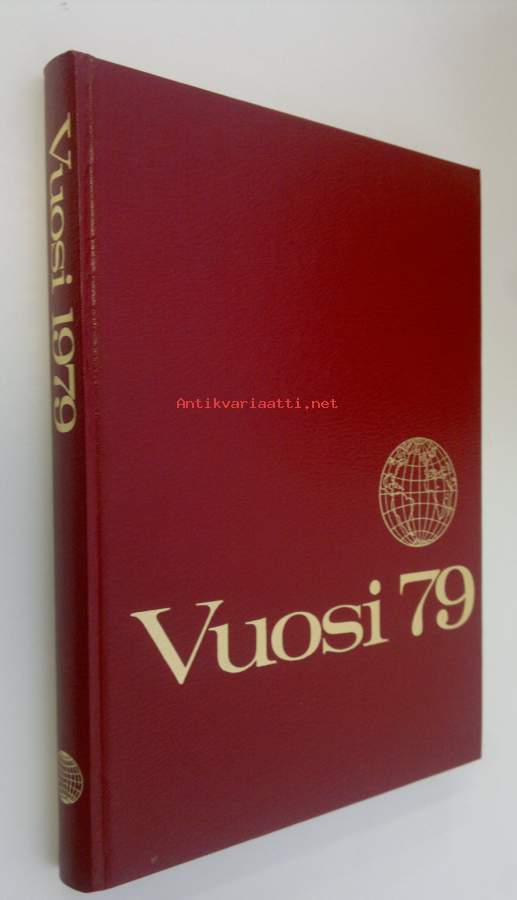 Vuosi 1979
Antikvariaatti.net
Vuosi 79